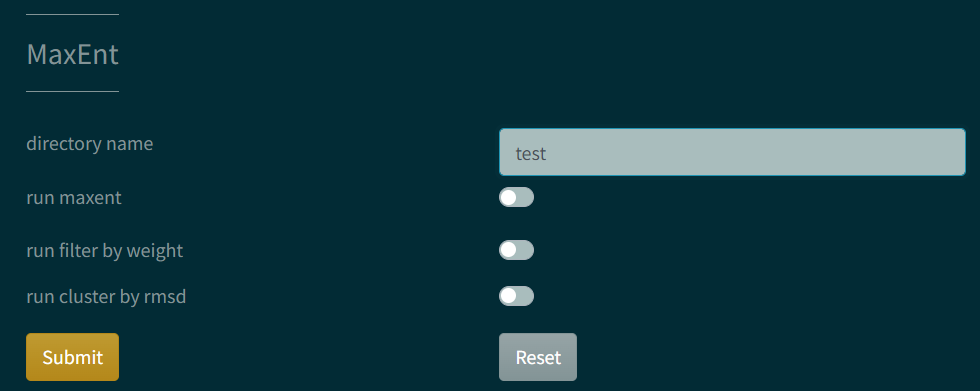 MaxEnt
directory name
test
run maxent
run filter by weight
run cluster by rmsd
Submit
Reset